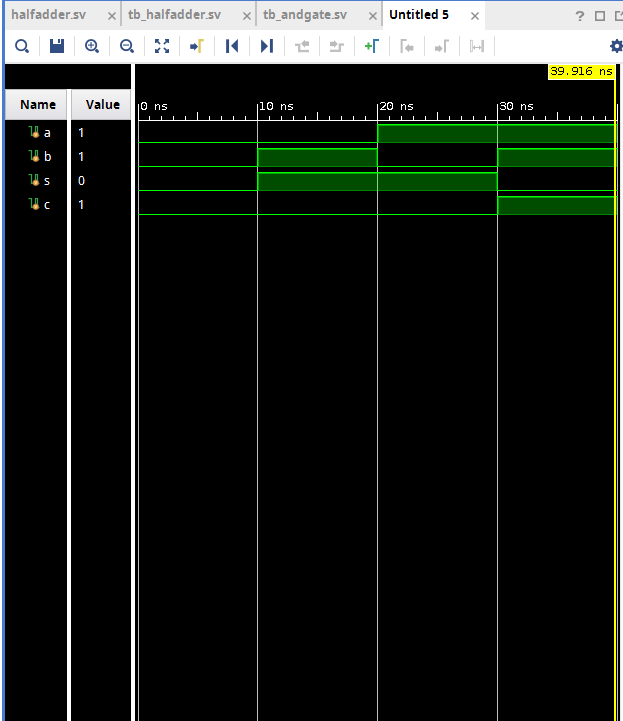 halfadder.sv × tb_halfadder.sv × tb_andgate.sv × Untitled 5 × ?
39.916 ns
Name Value 0 ns 10 ns 20 ns 30 ns
a 1
b 1
s 0
c 1